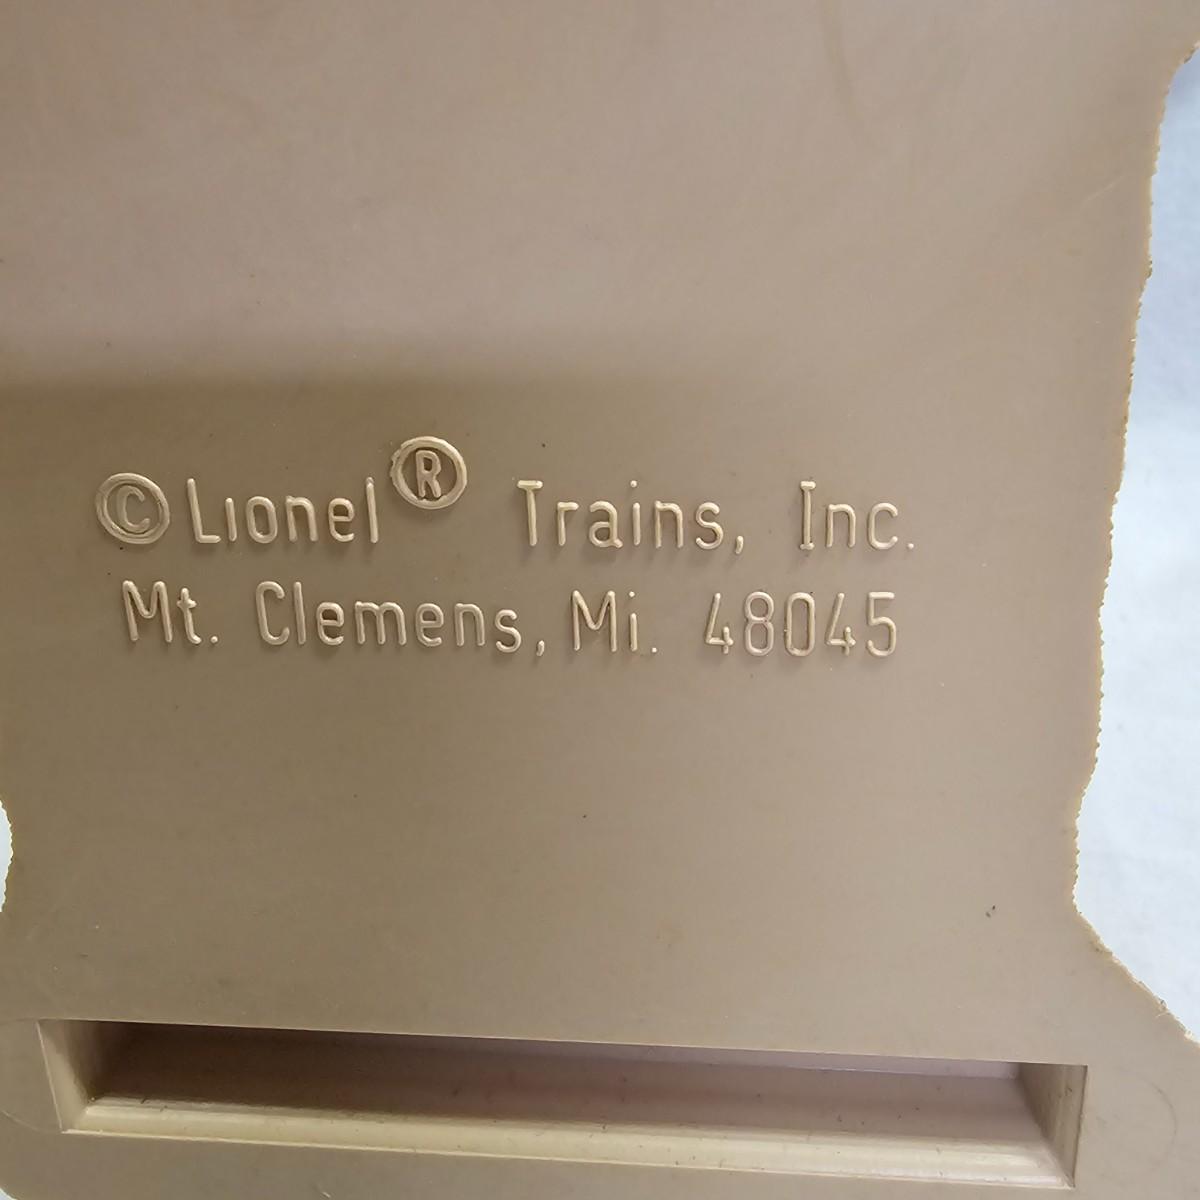 ©Lionel® Trains, Inc.
Mt. Clemens, Mi. 48045